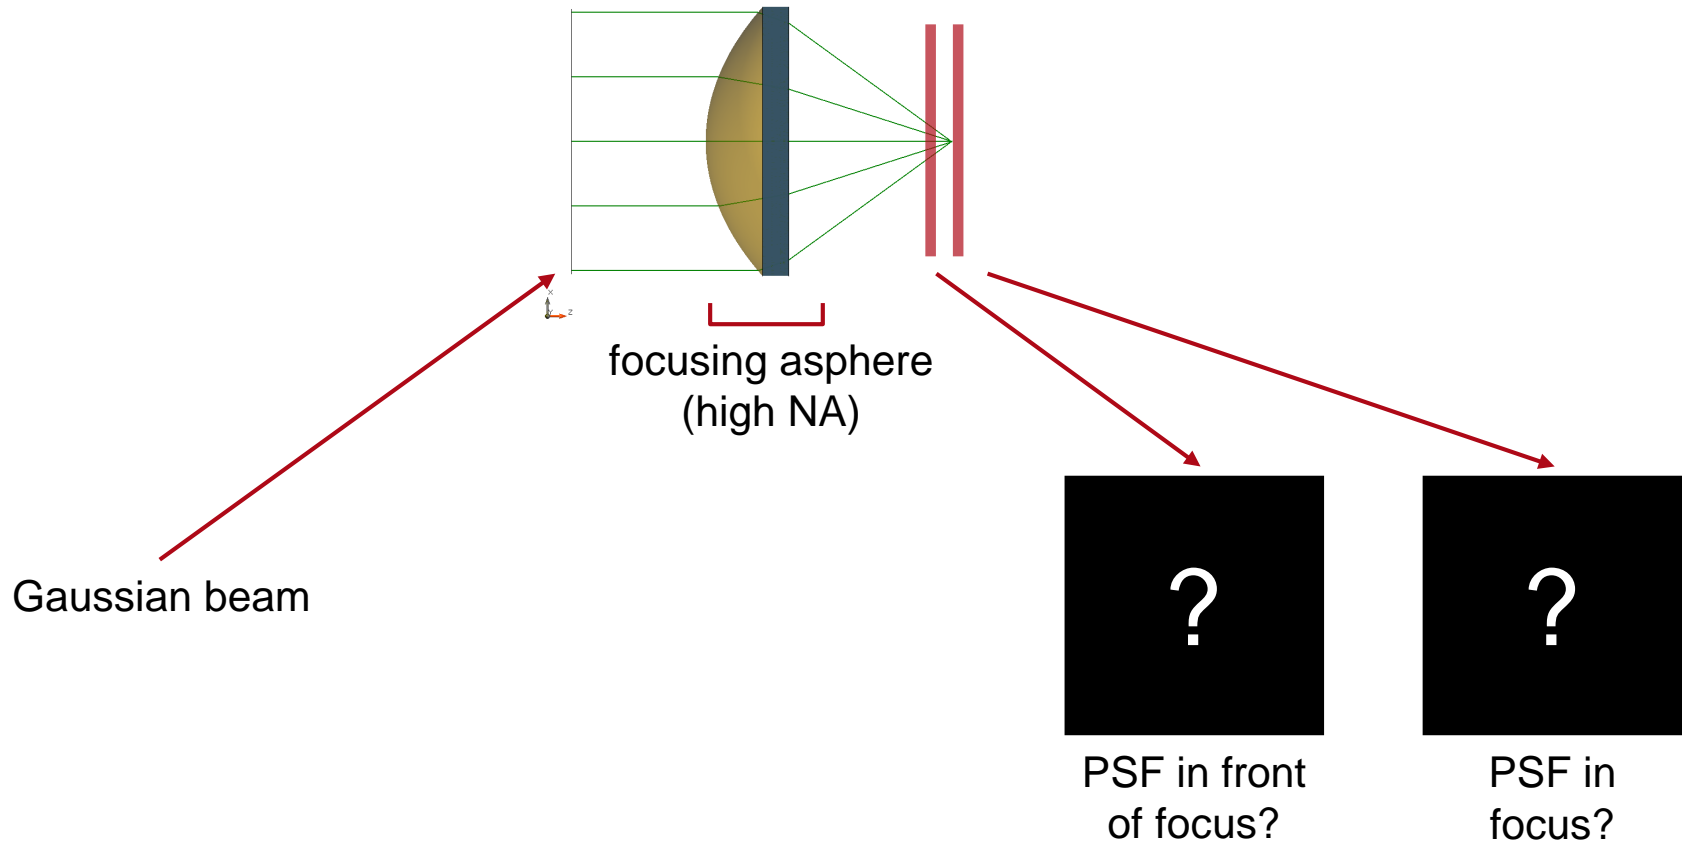 x
Y
z
focusing asphere
(high NA)
Gaussian beam
?
?
PSF in front
of focus?
PSF in
focus?